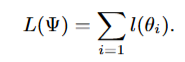 L(Ψ) = ∑_{i=1} l(θ_i).